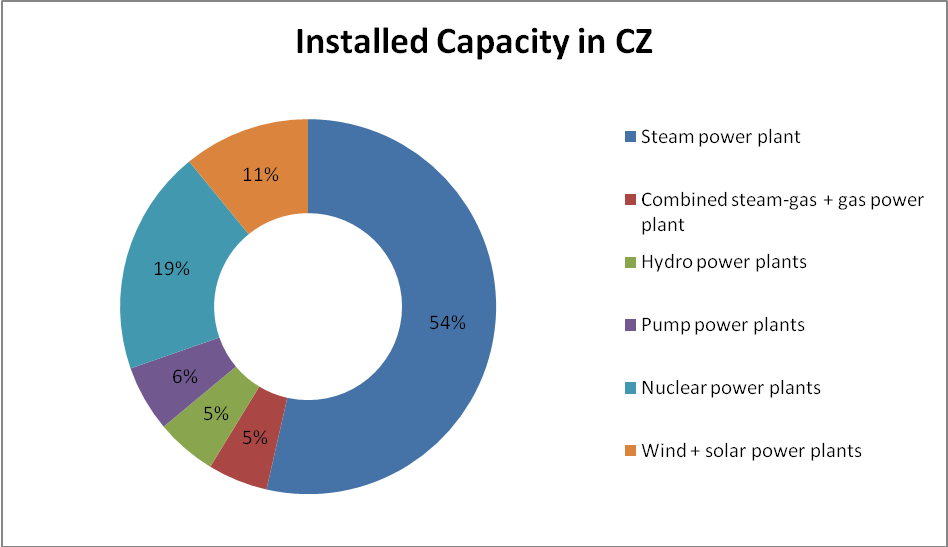 Installed Capacity in CZ
11%
19%
54%
6%
5%
5%
Steam power plant
Combined steam-gas + gas power
plant
Hydro power plants
Pump power plants
Nuclear power plants
Wind + solar power plants